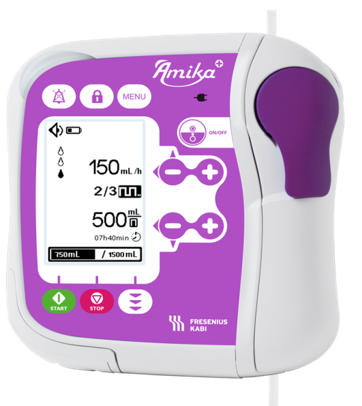 Amika+
MENU
ON/OFF
150 mL/h
2/3
500 mL
07h40min
750mL / 1500mL
START
STOP
FRESENIUS
KABI